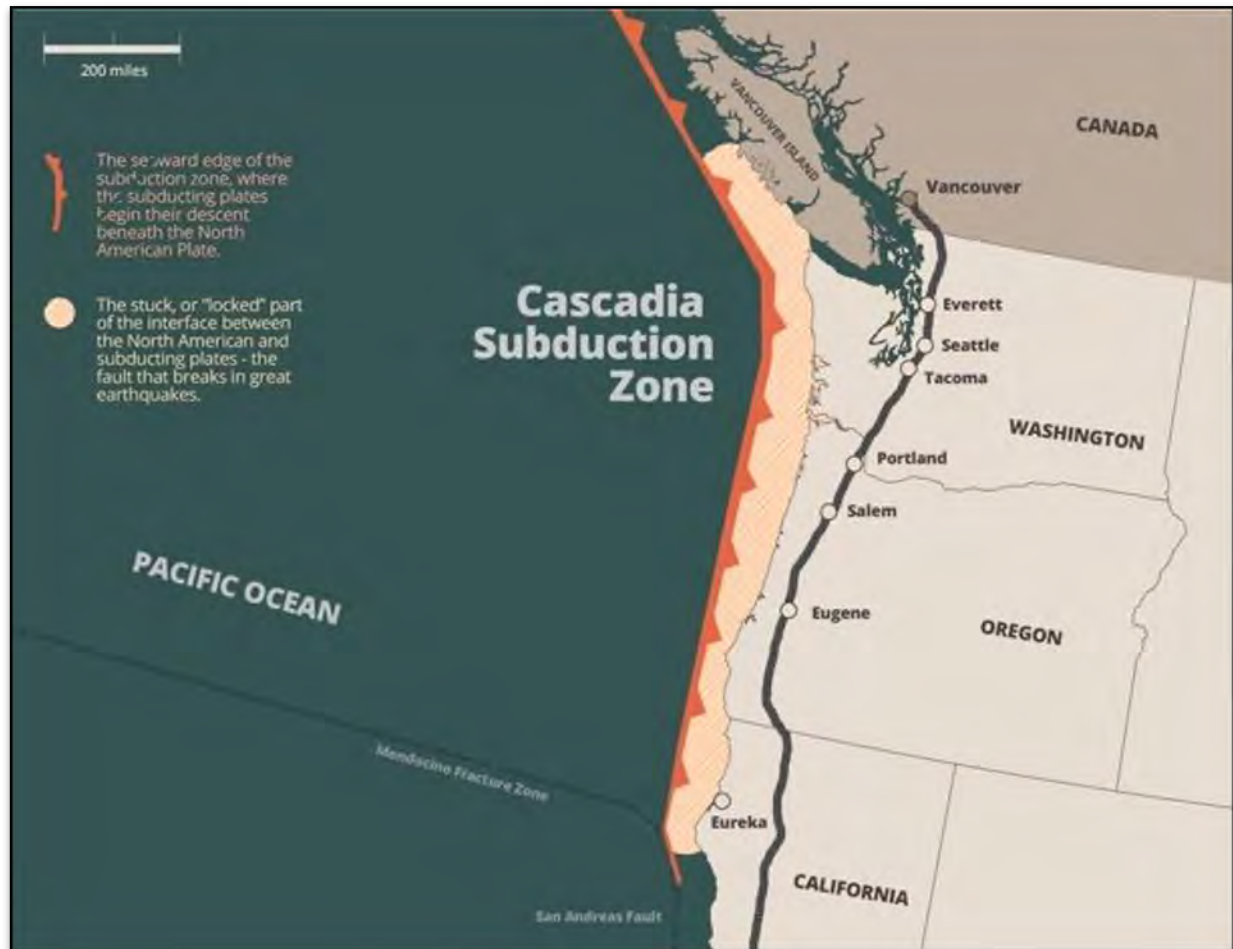 200 miles
The seaward edge of the
subduction zone, where
the subducting plates
begin their descent
beneath the North
American Plate.
The stuck, or "locked" part
of the interface between
the North American and
subducting plates - the
fault that breaks in great
earthquakes.
Cascadia
Subduction
Zone
PACIFIC OCEAN
Mendocino Fracture Zone
San Andreas Fault
VANCOUVER ISLAND
CANADA
Vancouver
Everett
Seattle
Tacoma
WASHINGTON
Portland
Salem
Eugene
OREGON
Eureka
CALIFORNIA